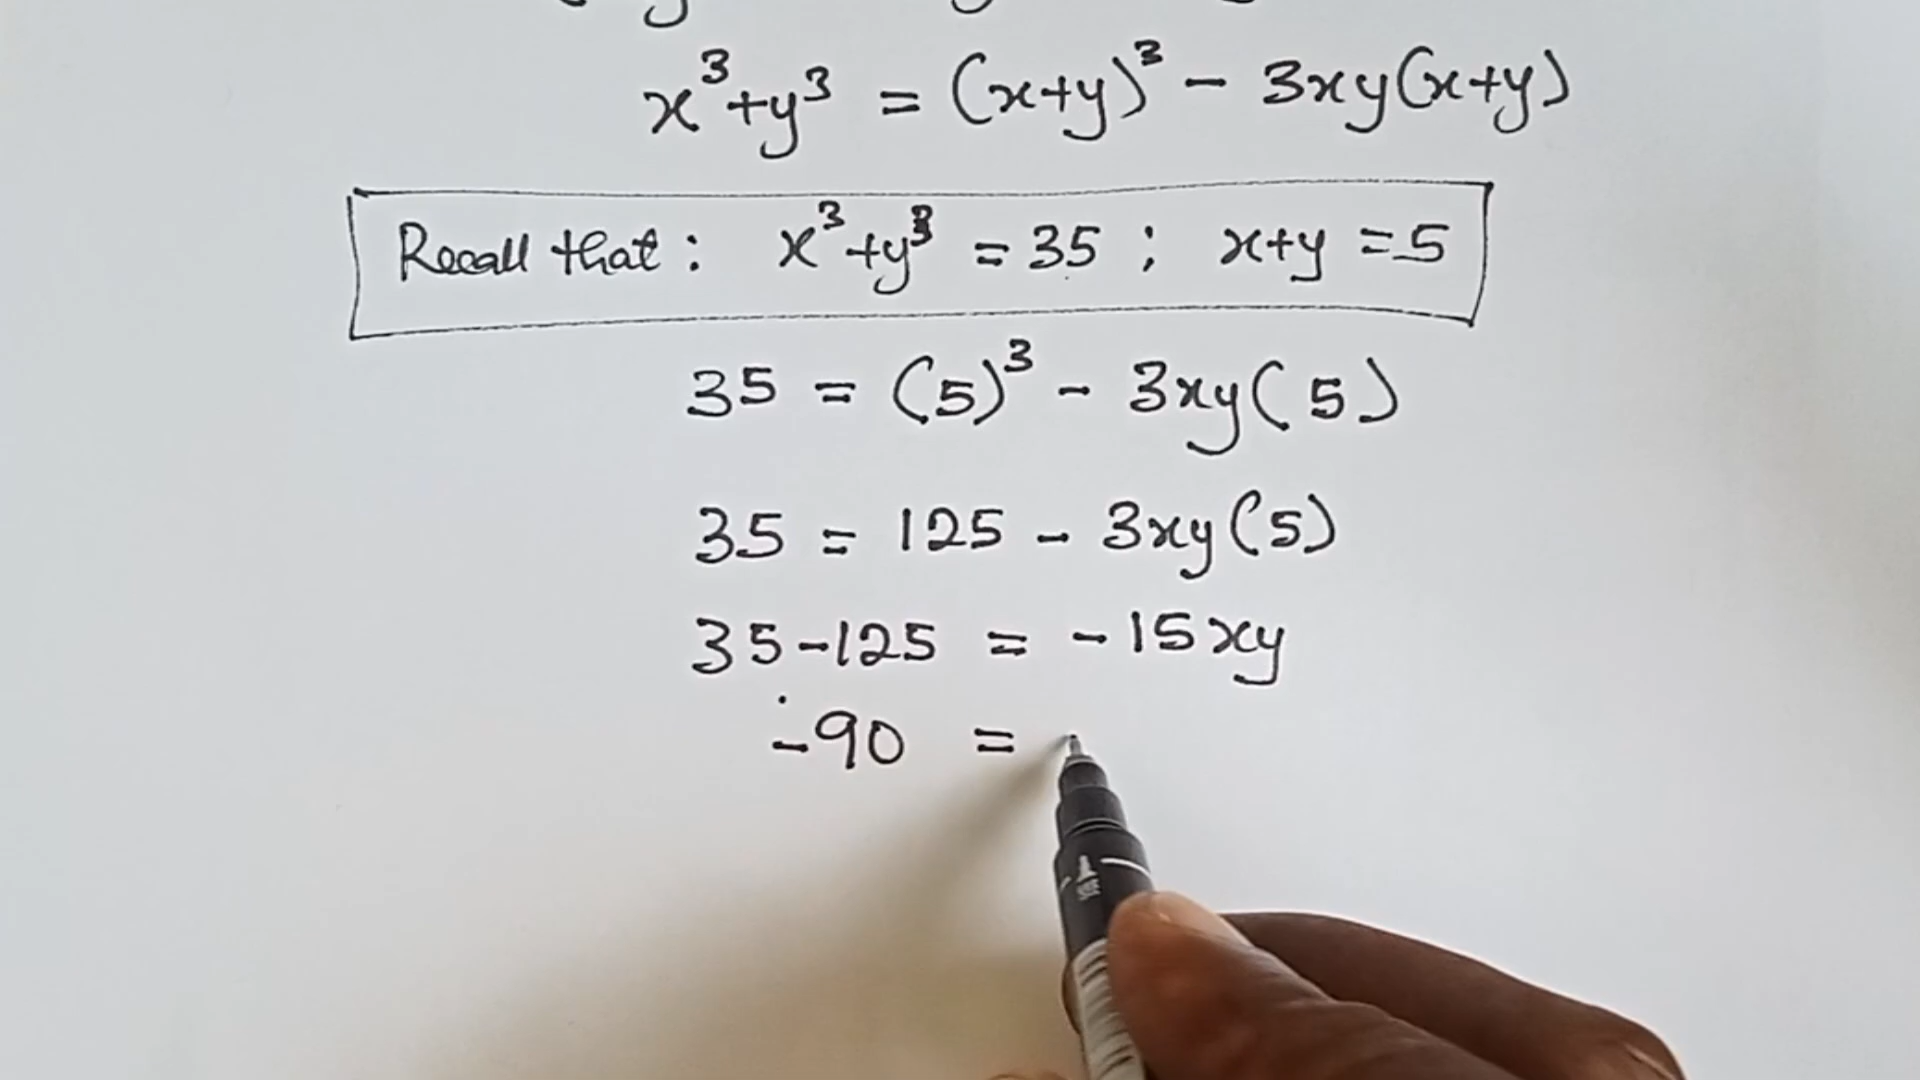 x³+y³ = (x+y)³ - 3xy(x+y)
Recall that: x³+y³ = 35 ; x+y = 5
35 = (5)³ - 3xy(5)
35 = 125 - 3xy(5)
35-125 = -15xy
-90 =